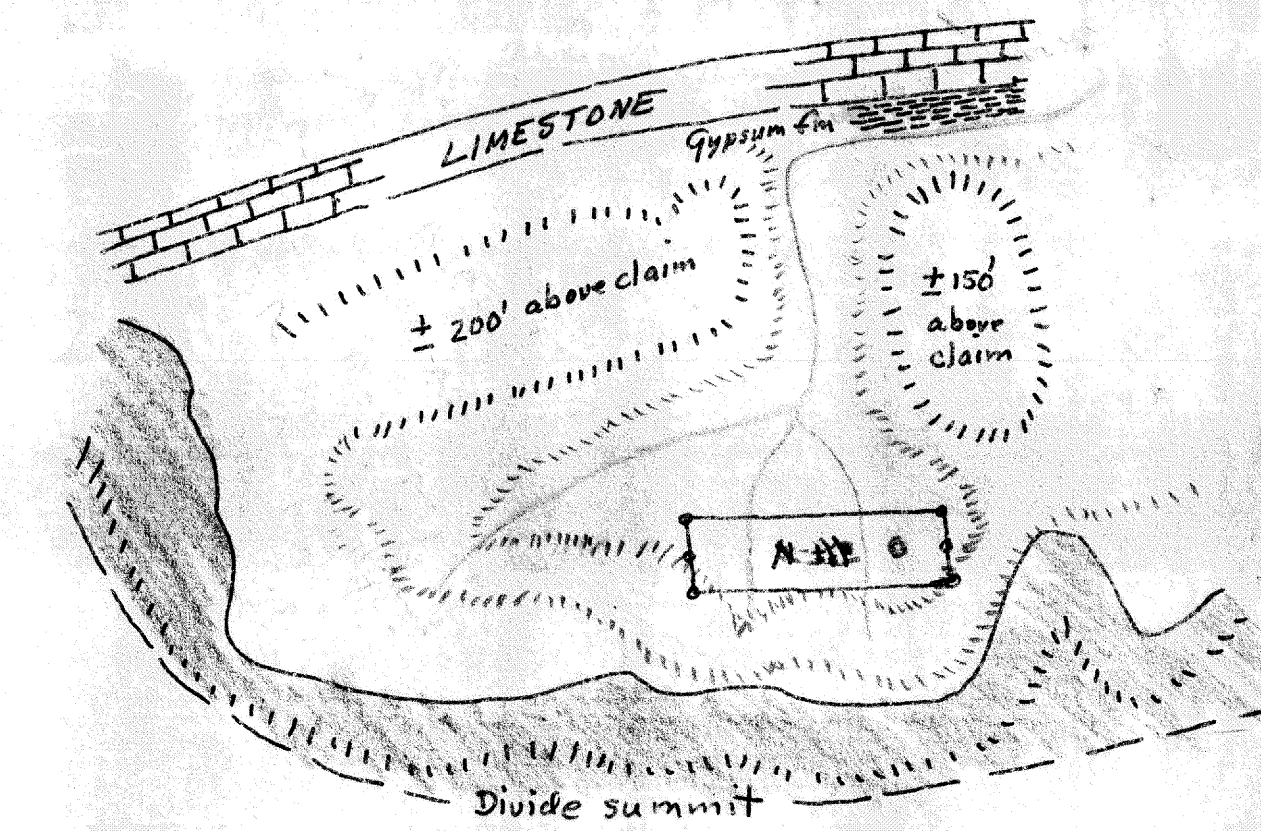 LIMESTONE
Gypsum fm
± 200' above claim
± 150'
above
claim
Divide summit